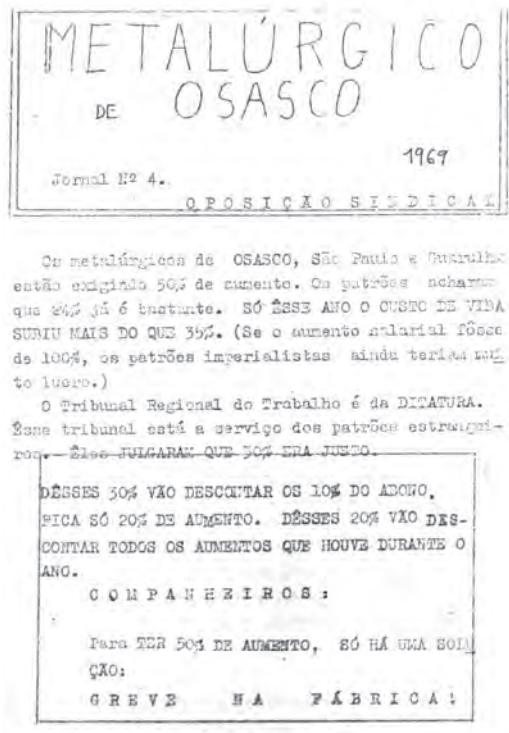 METALÚRGICO
DE OSASCO
1969
Jornal Nº 4.
OPOSIÇÃO SINDICAL
Os metalúrgicos de OSASCO, São Paulo e Guarulhos
estão exigindo 50% de aumento. Os patrões acharam
que 24% já é bastante. SÓ ÊSSE ANO O CUSTO DE VIDA
SUBIU MAIS DO QUE 35%. (Se o aumento salarial fôsse
de 100%, os patrões imperialistas ainda teriam mui
to lucro.)
O Tribunal Regional do Trabalho é da DITADURA.
Êsse tribunal está a serviço dos patrões estrangei-
ros.- Êles JULGARAM QUE 30% ERA JUSTO.
DÊSSES 30% VÃO DESCONTAR OS 10% DO ABONO.
FICA SÓ 20% DE AUMENTO. DÊSSES 20% VÃO DES-
CONTAR TODOS OS AUMENTOS QUE HOUVE DURANTE O
ANO.
COMPANHEIROS:
Para TER 50% DE AUMENTO, SÓ HÁ UMA SOLU
ÇÃO:
GREVE NA FÁBRICA!